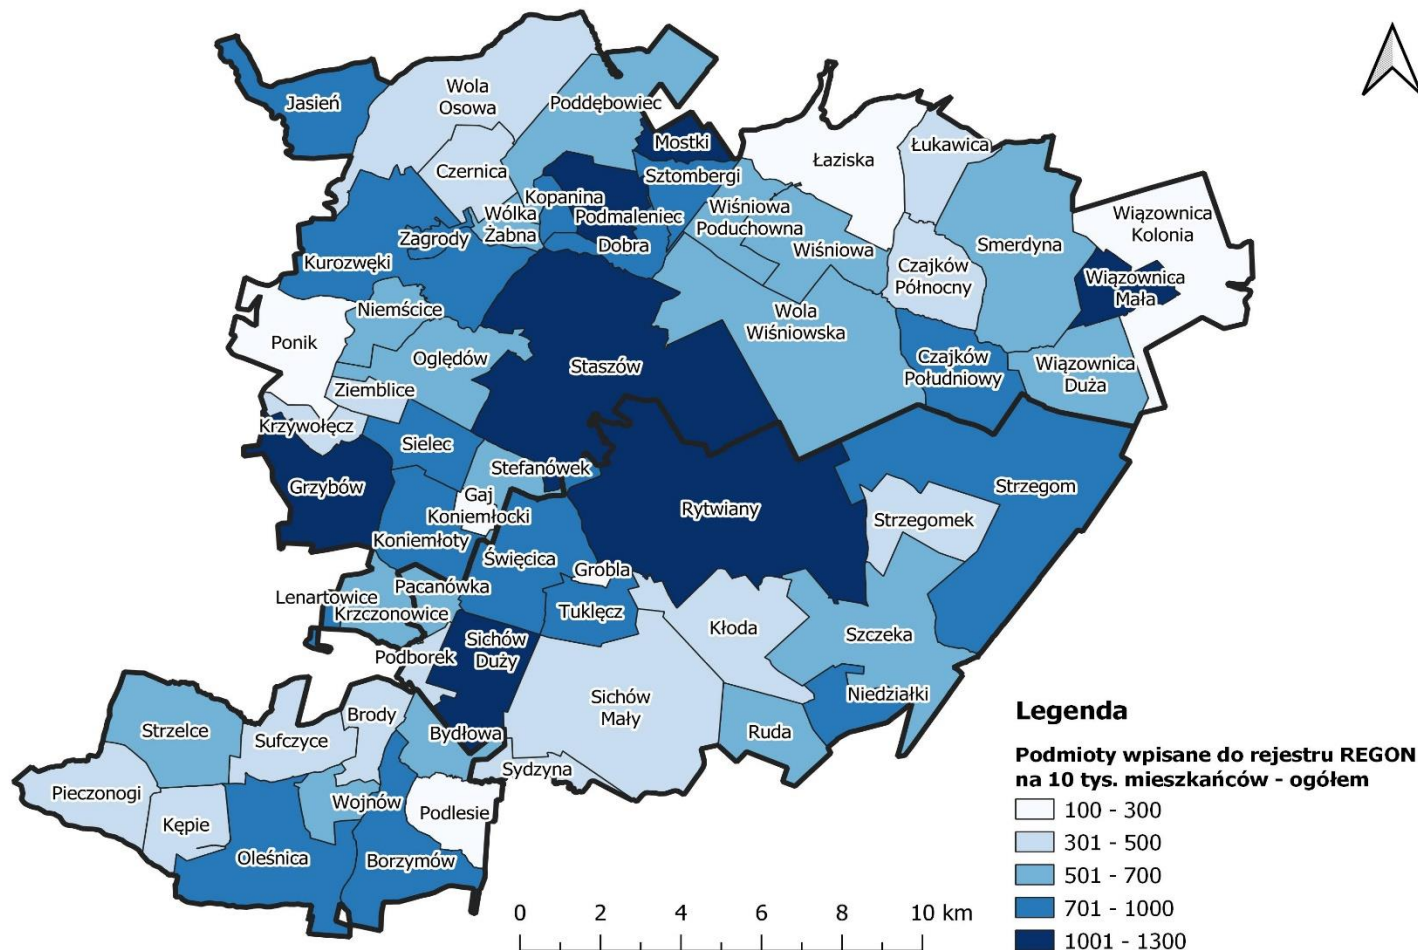 Jasień
Wola
Osowa
Poddębowiec
Mostki
Łaziska
Łukawica
Czernica
Sztombergi
Kopanina
Podmaleniec
Wólka
Żabna
Zagrody
Dobra
Wiśniowa
Poduchowna
Wiśniowa
Smerdyna
Wiązownica
Kolonia
Kurozwęki
Czajków
Północny
Wiązownica
Mała
Niemścice
Ponik
Oględów
Wola
Wiśniowska
Staszów
Czajków
Południowy
Wiązownica
Duża
Ziemblice
Krzywołęcz
Sielec
Stefanówek
Grzybów
Gaj
Koniemłocki
Rytwiany
Strzegom
Strzegomek
Koniemłoty
Święcica
Grobla
Pacanówka
Lenartowice
Krzczonowice
Tuklęcz
Kłoda
Szczeka
Podborek
Sichów
Duży
Sichów
Mały
Niedziałki
Strzelce
Sufczyce
Brody
Bydłowa
Ruda
Sydzyna
Pieczonogi
Kępie
Wojnów
Podlesie
Oleśnica
Borzymów
Legenda
Podmioty wpisane do rejestru REGON
na 10 tys. mieszkańców - ogółem
100 - 300
301 - 500
501 - 700
701 - 1000
1001 - 1300
0 2 4 6 8 10 km